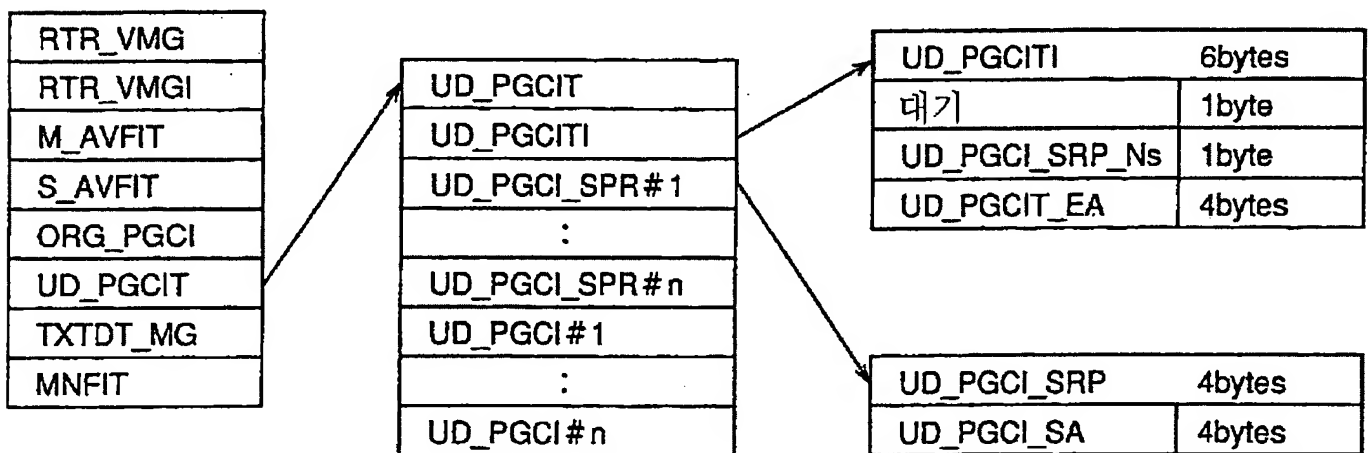 RTR_VMG
RTR_VMGI
M_AVFIT
S_AVFIT
ORG_PGCI
UD_PGCIT
TXTDT_MG
MNFIT
UD_PGCIT
UD_PGCITI
UD_PGCI_SPR#1
:
UD_PGCI_SPR#n
UD_PGCI#1
:
UD_PGCI#n
UD_PGCITI 6bytes
대기 1byte
UD_PGCI_SRP_Ns 1byte
UD_PGCIT_EA 4bytes
UD_PGCI_SRP 4bytes
UD_PGCI_SA 4bytes